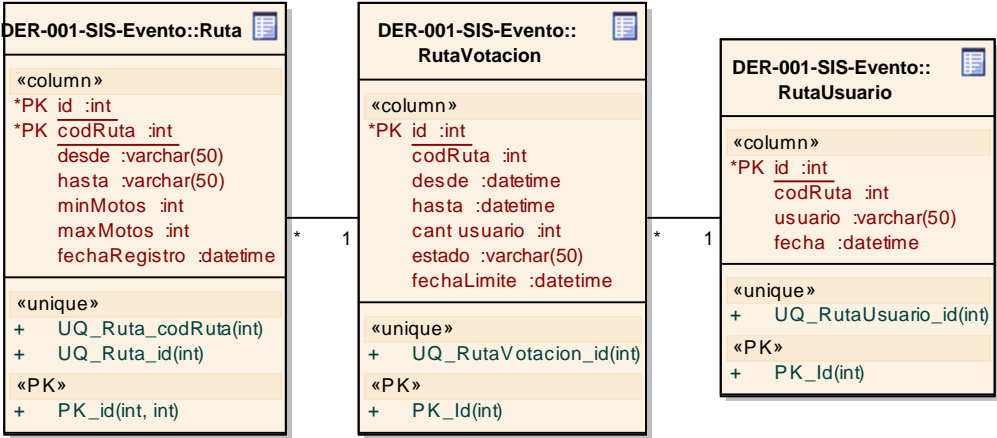 DER-001-SIS-Evento::Ruta
«column»
*PK id :int
*PK codRuta :int
desde :varchar(50)
hasta :varchar(50)
minMotos :int
maxMotos :int
fechaRegistro :datetime
«unique»
+ UQ_Ruta_codRuta(int)
+ UQ_Ruta_id(int)
«PK»
+ PK_id(int, int)
* 1
DER-001-SIS-Evento::
RutaVotacion
«column»
*PK id :int
codRuta :int
desde :datetime
hasta :datetime
cant usuario :int
estado :varchar(50)
fechaLimite :datetime
«unique»
+ UQ_RutaVotacion_id(int)
«PK»
+ PK_Id(int)
* 1
DER-001-SIS-Evento::
RutaUsuario
«column»
*PK id :int
codRuta :int
usuario :varchar(50)
fecha :datetime
«unique»
+ UQ_RutaUsuario_id(int)
«PK»
+ PK_Id(int)